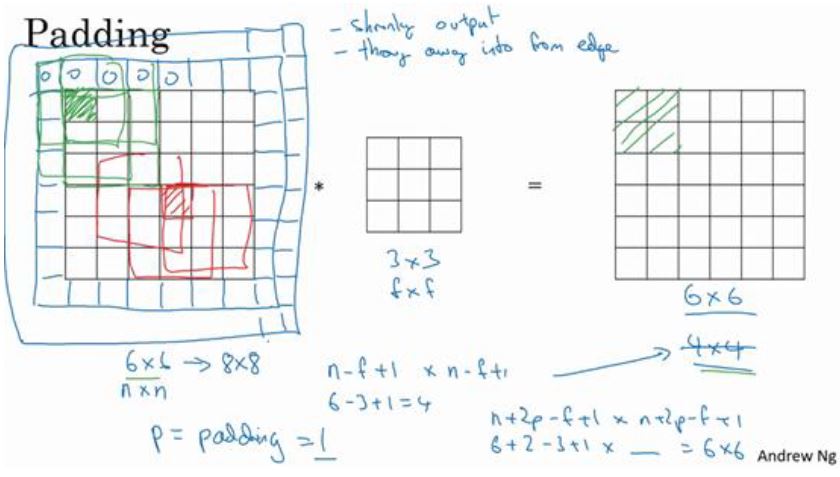 Padding
- shrinky output
- throw away info from edge
0 0 0 0 0
*
=
3×3
f×f
6×6
4×4
6×6 → 8×8
n×n
n-f+1 × n-f+1
6-3+1=4
p = padding = 1
n+2p-f+1 × n+2p-f+1
6+2-3+1 × __ = 6×6
Andrew Ng